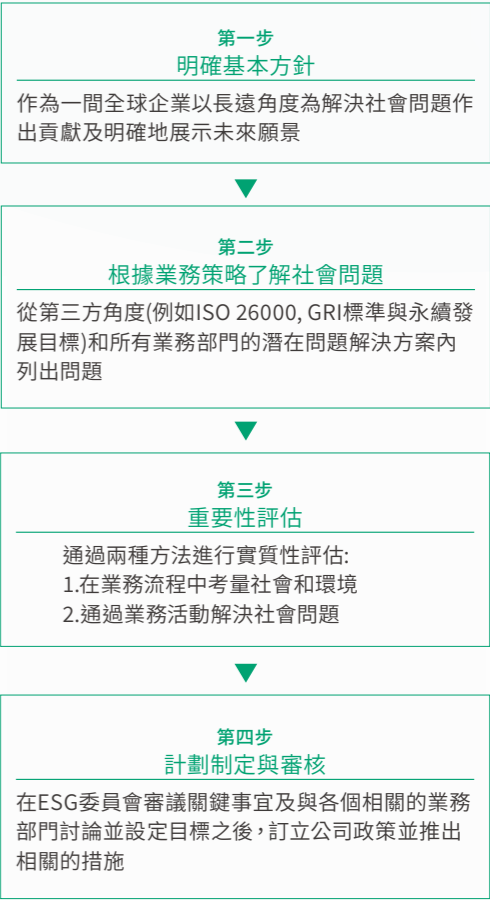 第一步
明確基本方針
作為一間全球企業以長遠角度為解決社會問題作
出貢獻及明確地展示未來願景
第二步
根據業務策略了解社會問題
從第三方角度(例如ISO 26000, GRI標準與永續發
展目標)和所有業務部門的潛在問題解決方案內
列出問題
第三步
重要性評估
通過兩種方法進行實質性評估:
1.在業務流程中考量社會和環境
2.通過業務活動解決社會問題
第四步
計劃制定與審核
在ESG委員會審議關鍵事宜及與各個相關的業務
部門討論並設定目標之後，訂立公司政策並推出
相關的措施